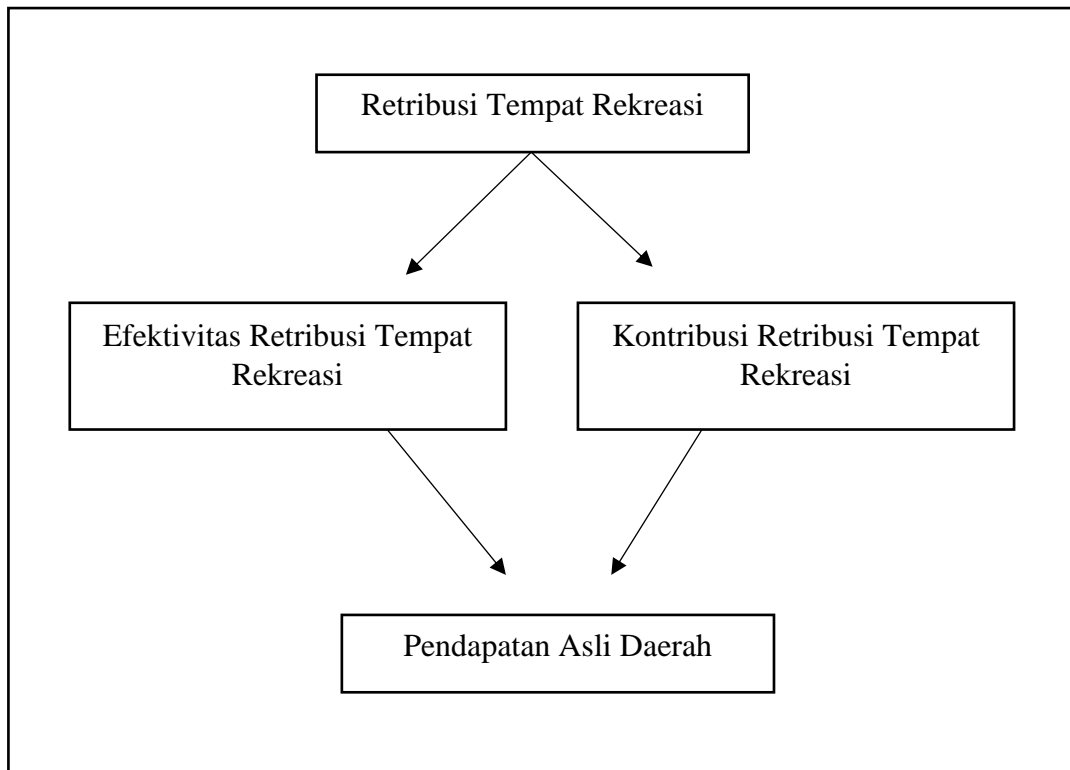 Retribusi Tempat Rekreasi
Efektivitas Retribusi Tempat
Rekreasi
Kontribusi Retribusi Tempat
Rekreasi
Pendapatan Asli Daerah